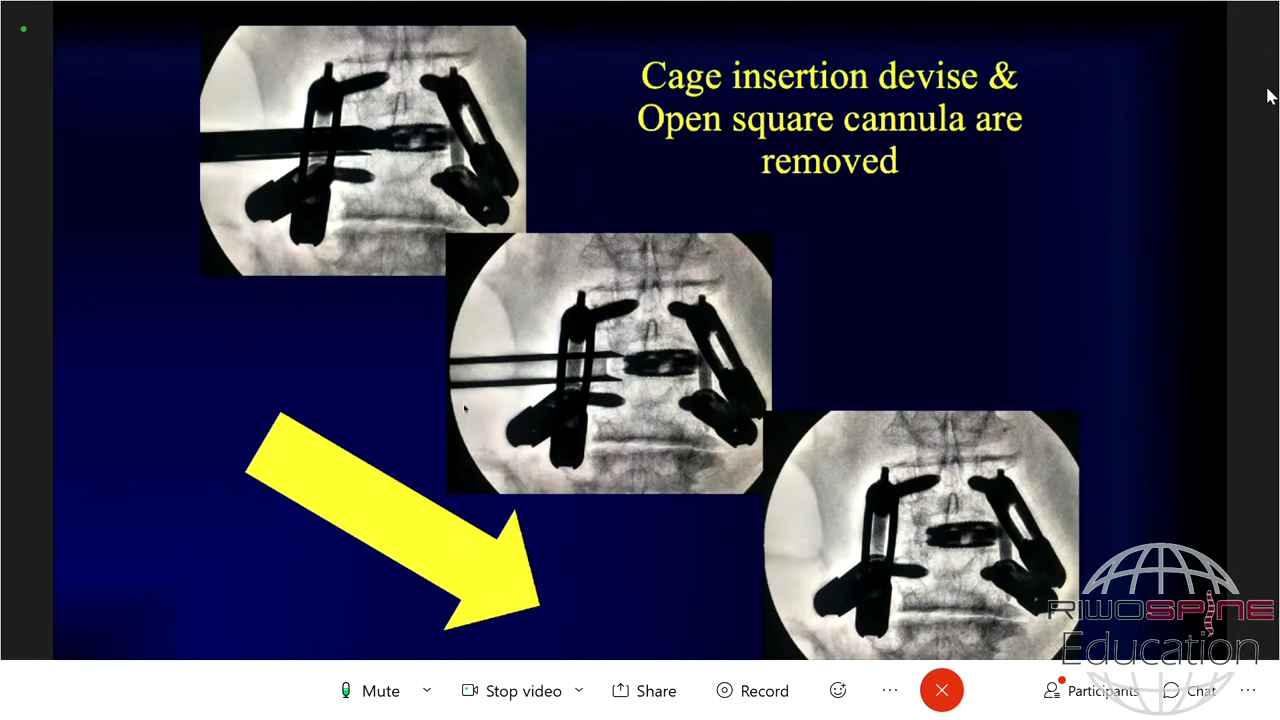 Cage insertion devise &
Open square cannula are
removed
RIWOSPINE
Education
Mute
Stop video
Share
Record
Participants
Chat